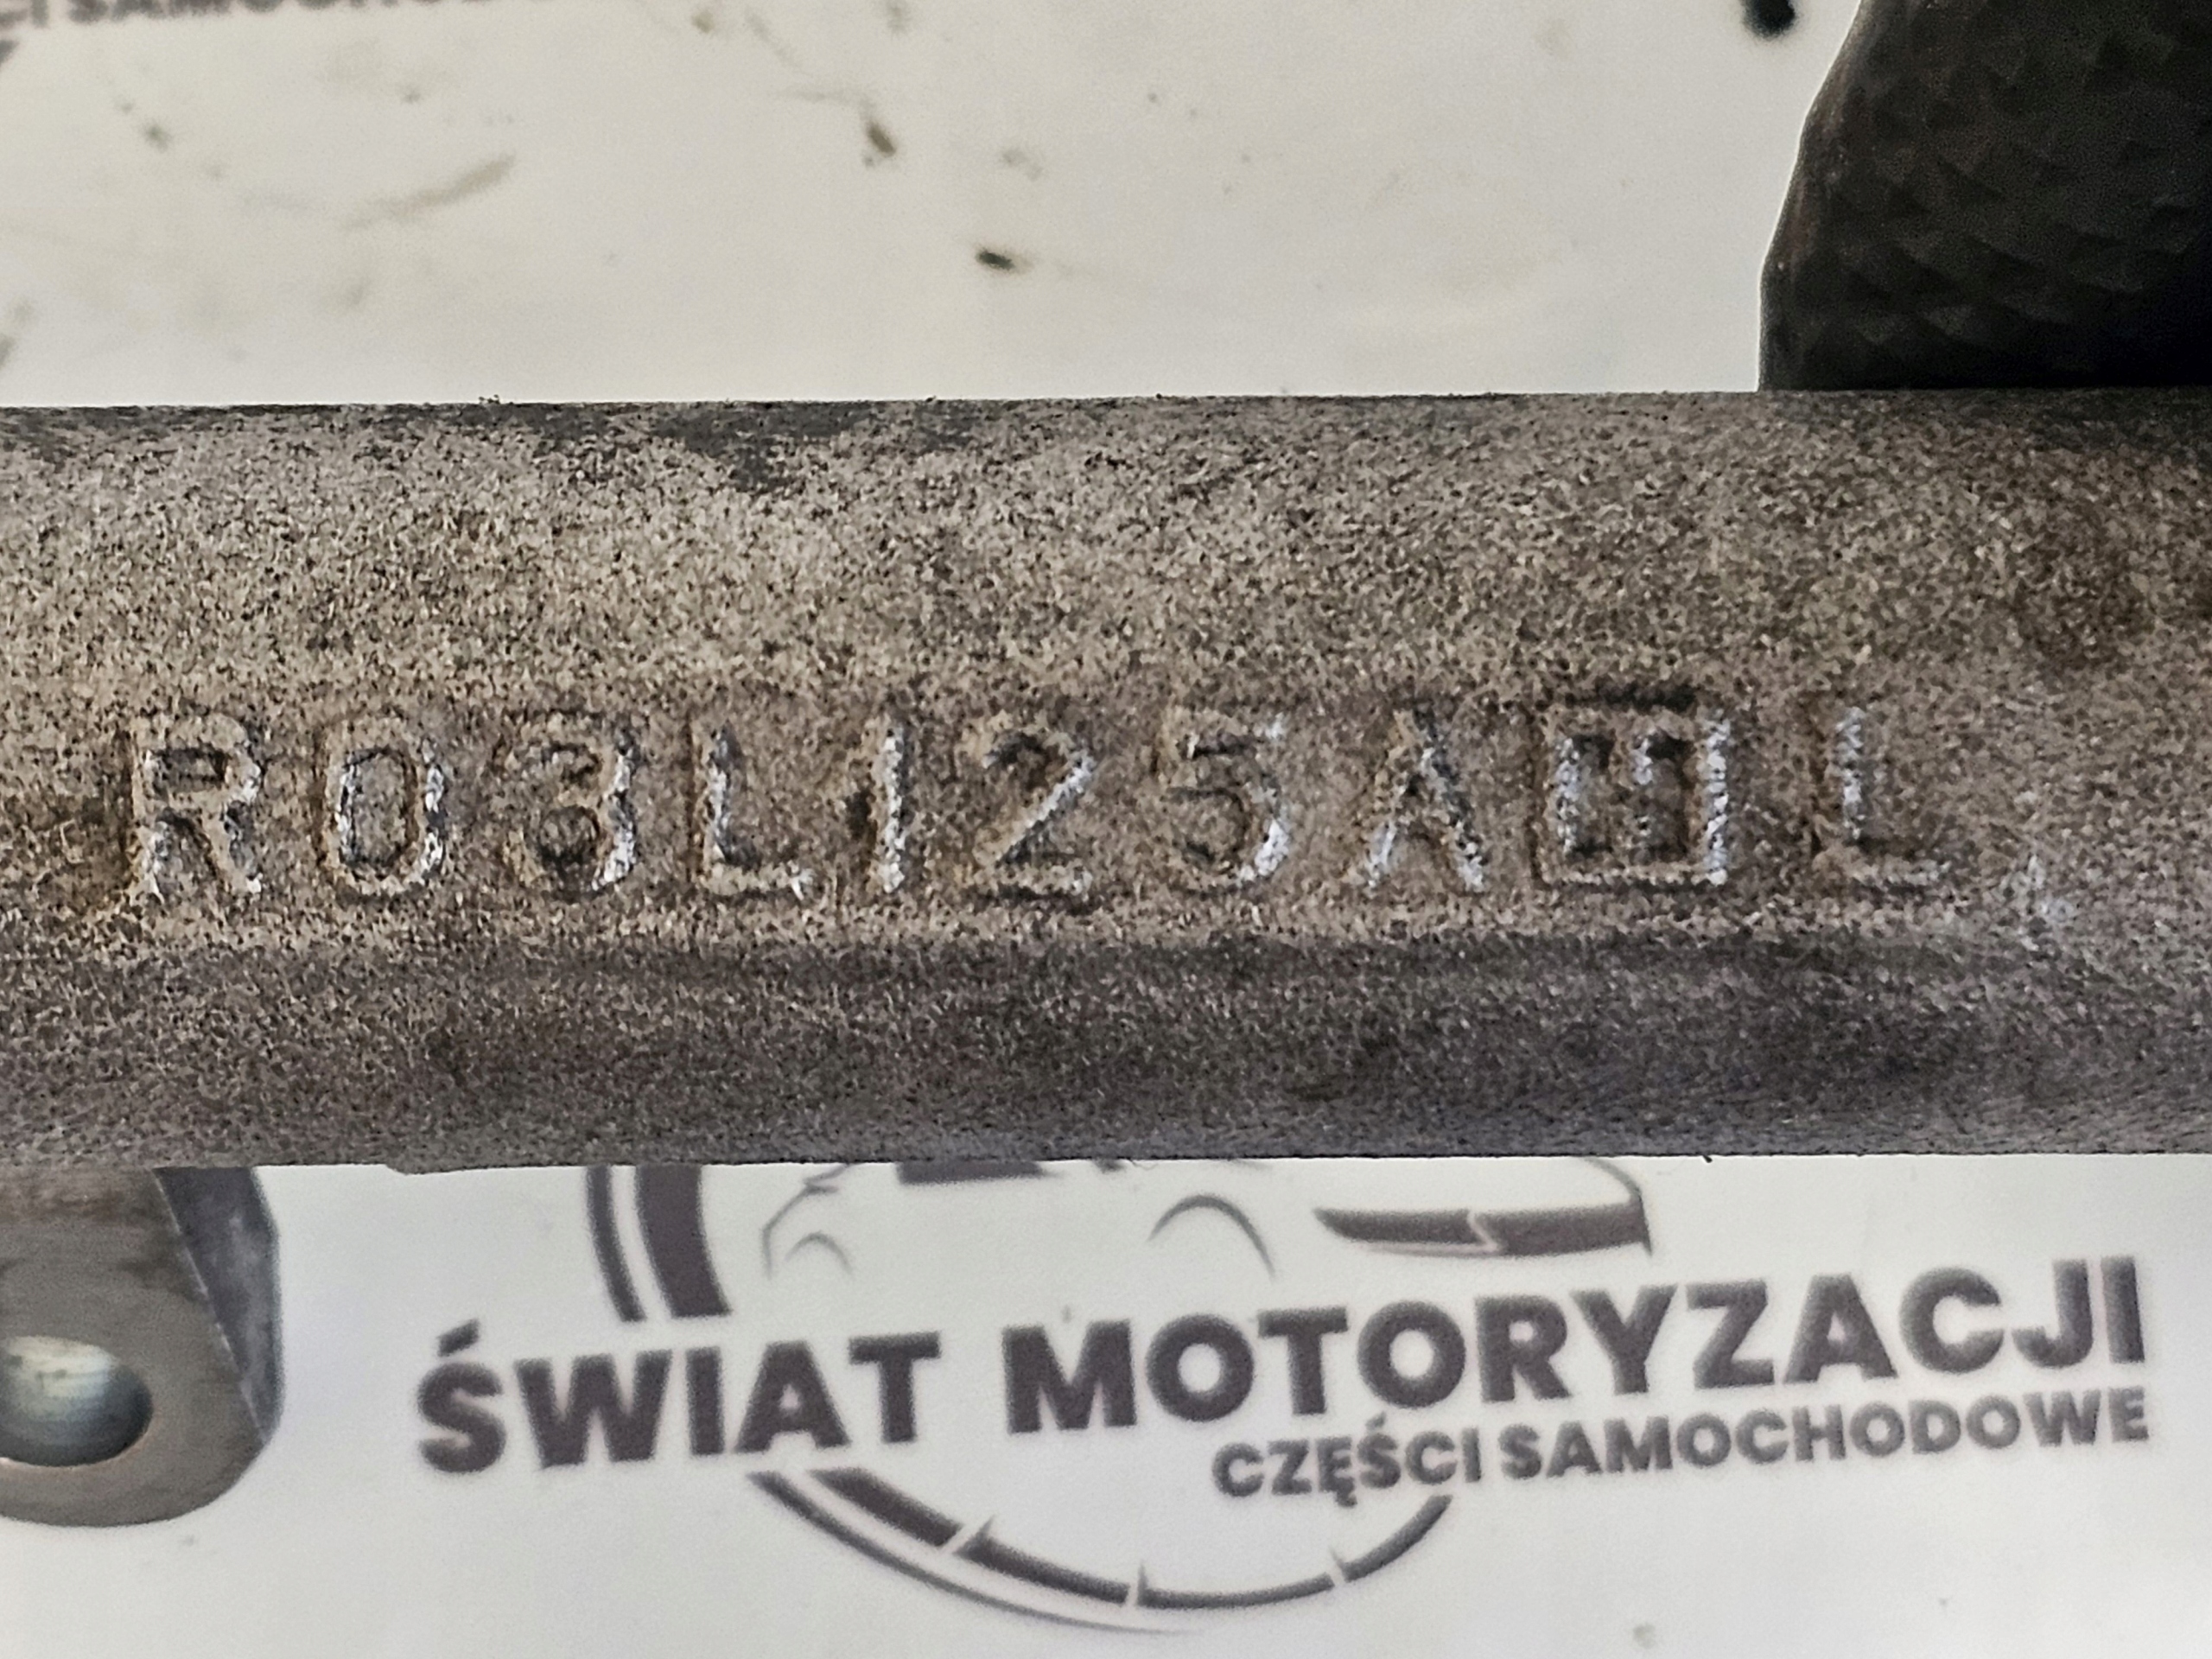 R03L125A L
ŚWIAT MOTORYZACJI
CZĘŚCI SAMOCHODOWE